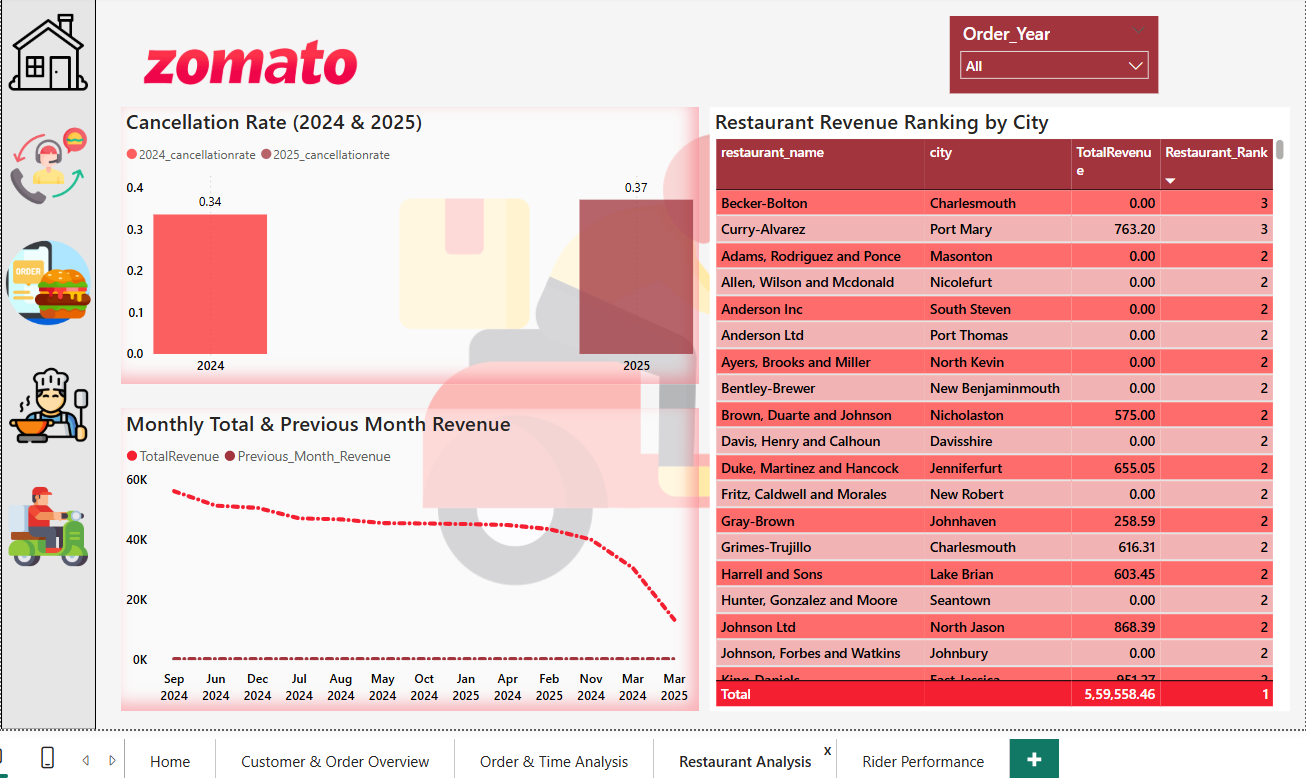 zomato
Order_Year
All
ORDER
Cancellation Rate (2024 & 2025)
2024_cancellationrate 2025_cancellationrate
0.4
0.3
0.2
0.1
0.0
0.34
0.37
2024 2025
Monthly Total & Previous Month Revenue
TotalRevenue Previous_Month_Revenue
60K
40K
20K
0K
Sep Jun Dec Jul Aug May Oct Jan Apr Feb Nov Mar Mar
2024 2024 2024 2024 2024 2024 2024 2025 2024 2025 2024 2024 2025
Restaurant Revenue Ranking by City
restaurant_name city TotalRevenu Restaurant_Rank
e
Becker-Bolton Charlesmouth 0.00 3
Curry-Alvarez Port Mary 763.20 3
Adams, Rodriguez and Ponce Masonton 0.00 2
Allen, Wilson and Mcdonald Nicolefurt 0.00 2
Anderson Inc South Steven 0.00 2
Anderson Ltd Port Thomas 0.00 2
Ayers, Brooks and Miller North Kevin 0.00 2
Bentley-Brewer New Benjaminmouth 0.00 2
Brown, Duarte and Johnson Nicholaston 575.00 2
Davis, Henry and Calhoun Davisshire 0.00 2
Duke, Martinez and Hancock Jenniferfurt 655.05 2
Fritz, Caldwell and Morales New Robert 0.00 2
Gray-Brown Johnhaven 258.59 2
Grimes-Trujillo Charlesmouth 616.31 2
Harrell and Sons Lake Brian 603.45 2
Hunter, Gonzalez and Moore Seantown 0.00 2
Johnson Ltd North Jason 868.39 2
Johnson, Forbes and Watkins Johnbury 0.00 2
King-Daniels East Jessica 951.27 2
Total 5,59,558.46 1
Home Customer & Order Overview Order & Time Analysis Restaurant Analysis x Rider Performance +